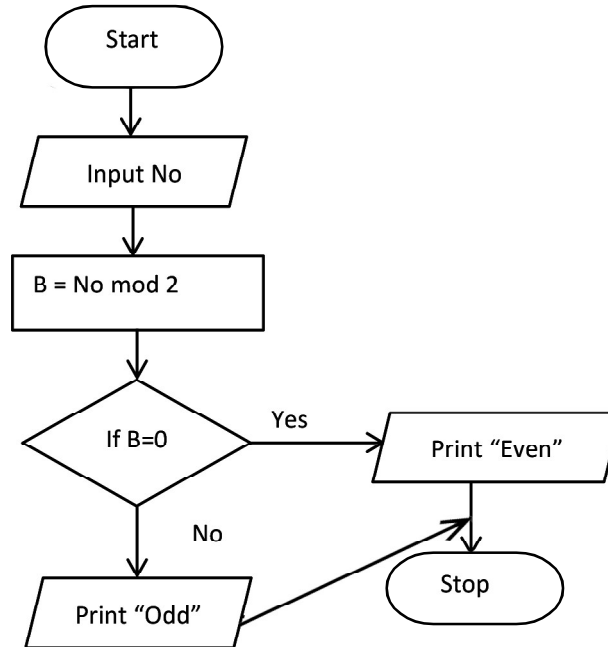 Start
Input No
B = No mod 2
If B=0
Yes
Print “Even”
No
Stop
Print “Odd”